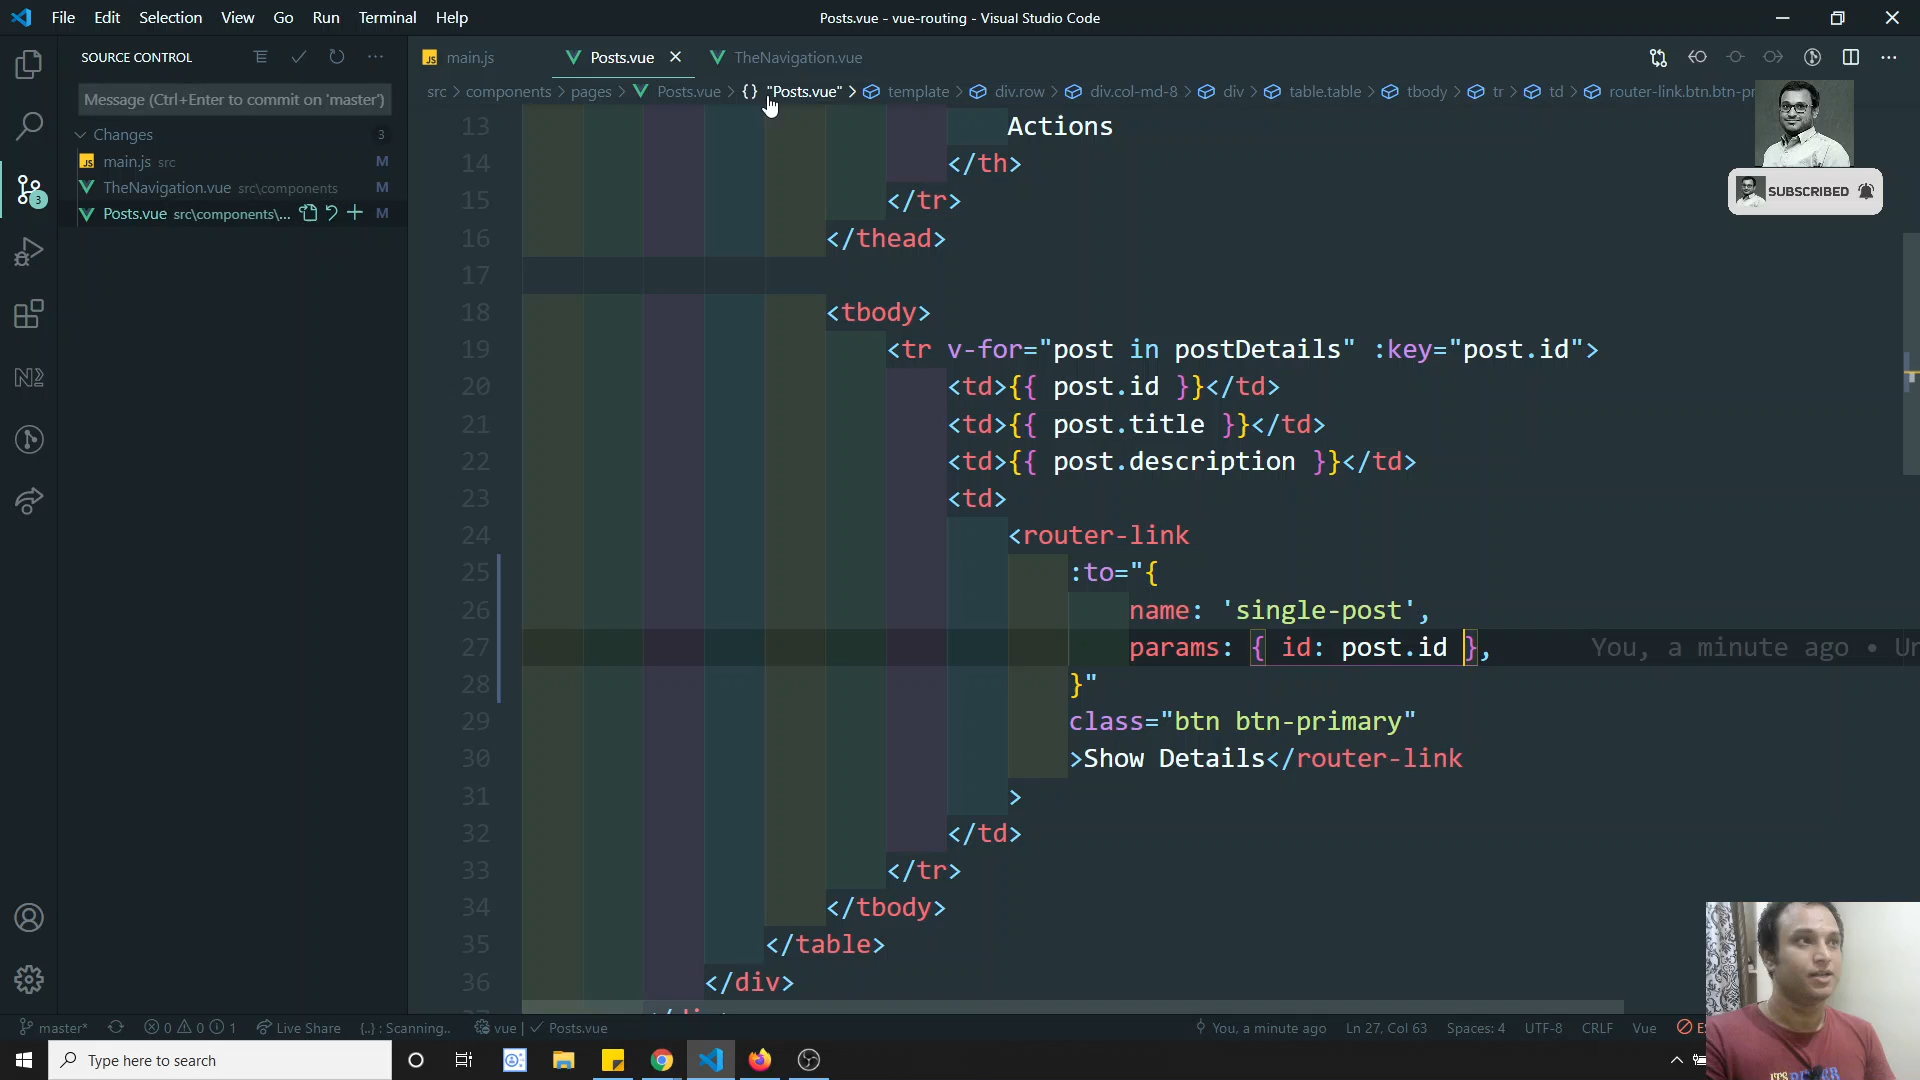 File Edit Selection View Go Run Terminal Help
Posts.vue - vue-routing - Visual Studio Code
SOURCE CONTROL
Message (Ctrl+Enter to commit on 'master')
Changes 3
JS main.js src M
TheNavigation.vue src\components M
Posts.vue src\components\... M
3
JS main.js
Posts.vue
TheNavigation.vue
src > components > pages > Posts.vue > {} "Posts.vue" > template > div.row > div.col-md-8 > div > table.table > tbody > tr > td > router-link.btn.btn-pr
SUBSCRIBED
13 Actions
14 </th>
15 </tr>
16 </thead>
17
18 <tbody>
19 <tr v-for="post in postDetails" :key="post.id">
20 <td>{{ post.id }}</td>
21 <td>{{ post.title }}</td>
22 <td>{{ post.description }}</td>
23 <td>
24 <router-link
25 :to="{
26 name: 'single-post',
27 params: { id: post.id }, You, a minute ago • Un
28 }"
29 class="btn btn-primary"
30 >Show Details</router-link
31 >
32 </td>
33 </tr>
34 </tbody>
35 </table>
36 </div>
master* 0 0 1 Live Share {..} : Scanning.. vue | Posts.vue
You, a minute ago Ln 27, Col 63 Spaces: 4 UTF-8 CRLF Vue
Type here to search